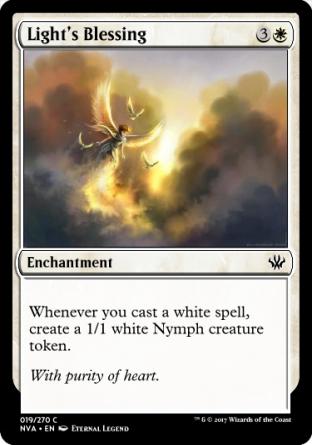 Light's Blessing 3
Enchantment
Whenever you cast a white spell,
create a 1/1 white Nymph creature
token.
With purity of heart.
019/270 C
NVA • EN ETERNAL LEGEND
™ & © 2017 Wizards of the Coast